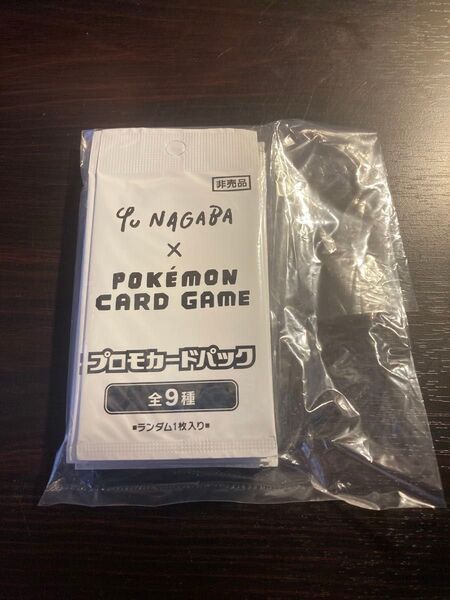 非売品
Yu NAGABA
×
POKÉMON
CARD GAME
プロモカードパック
全9種
■ランダム1枚入り■